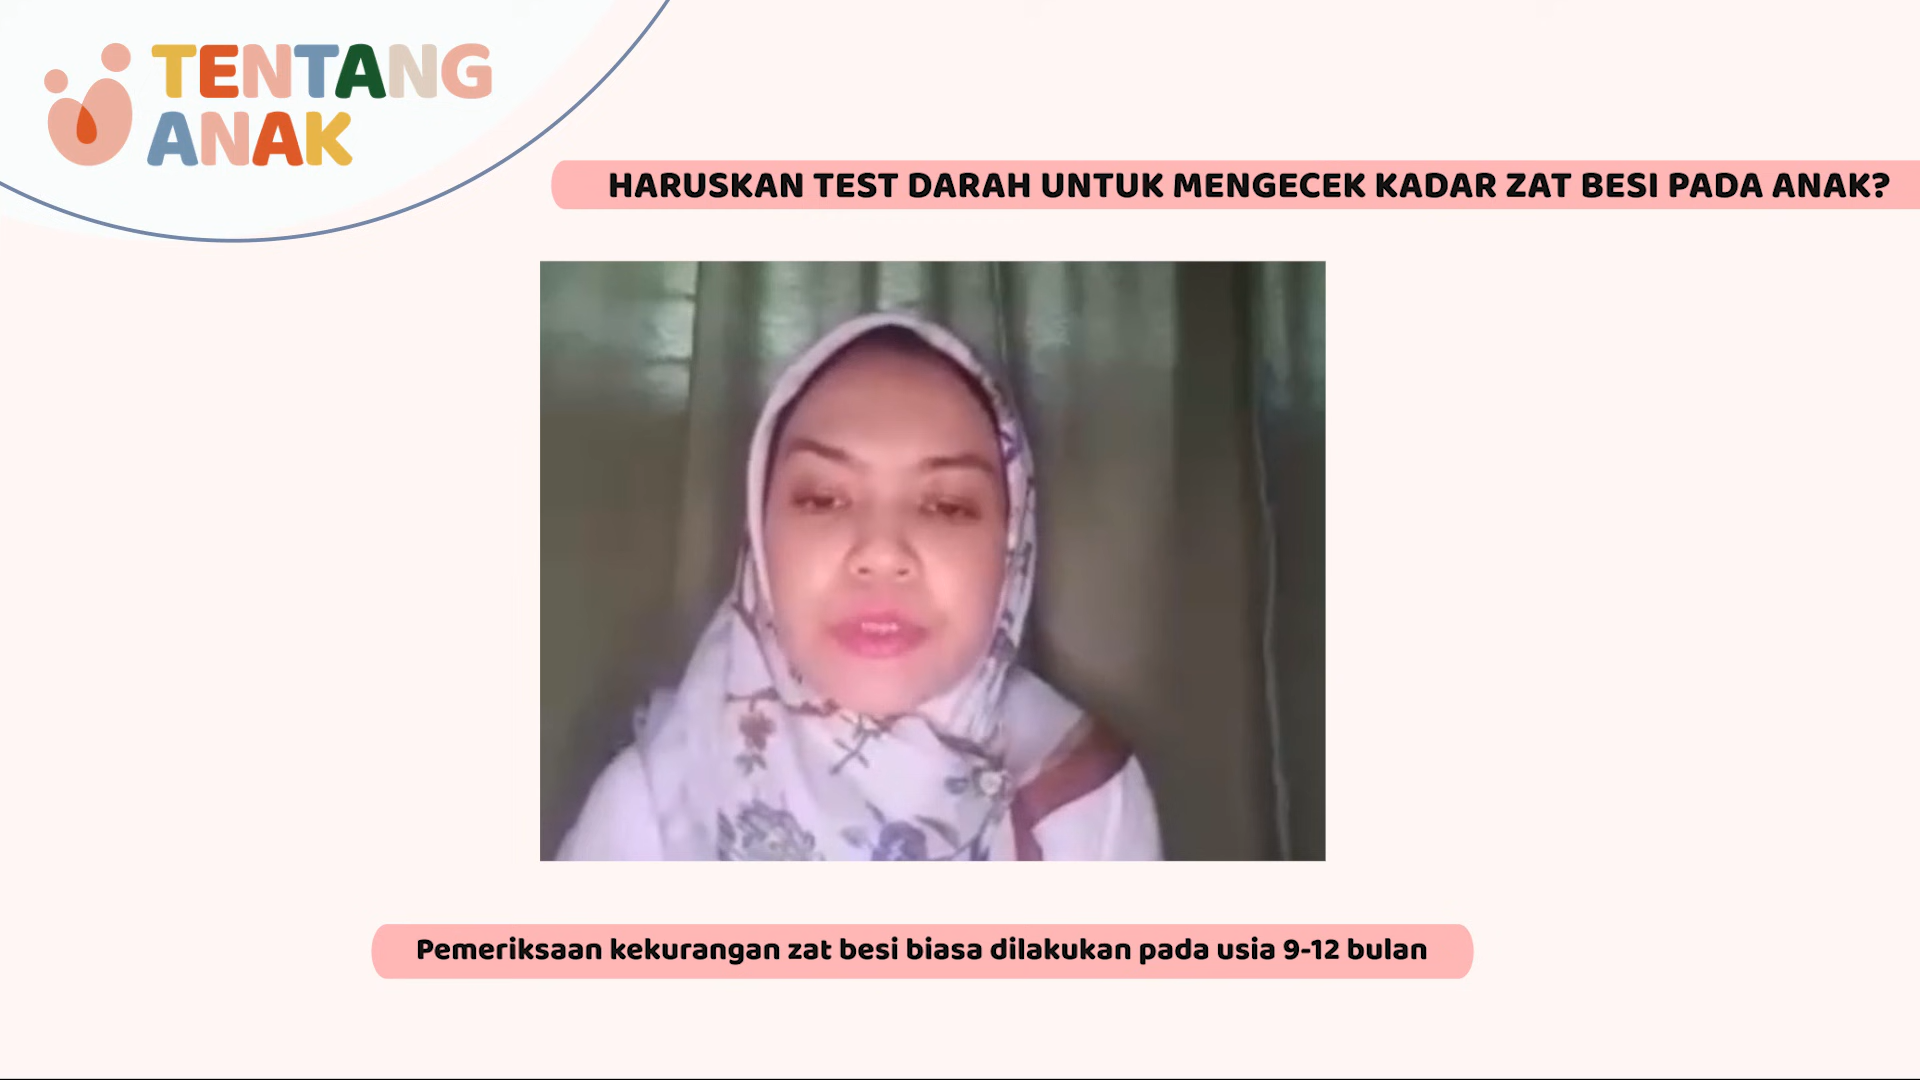 TENTANG
ANAK
HARUSKAN TEST DARAH UNTUK MENGECEK KADAR ZAT BESI PADA ANAK?
Pemeriksaan kekurangan zat besi biasa dilakukan pada usia 9-12 bulan